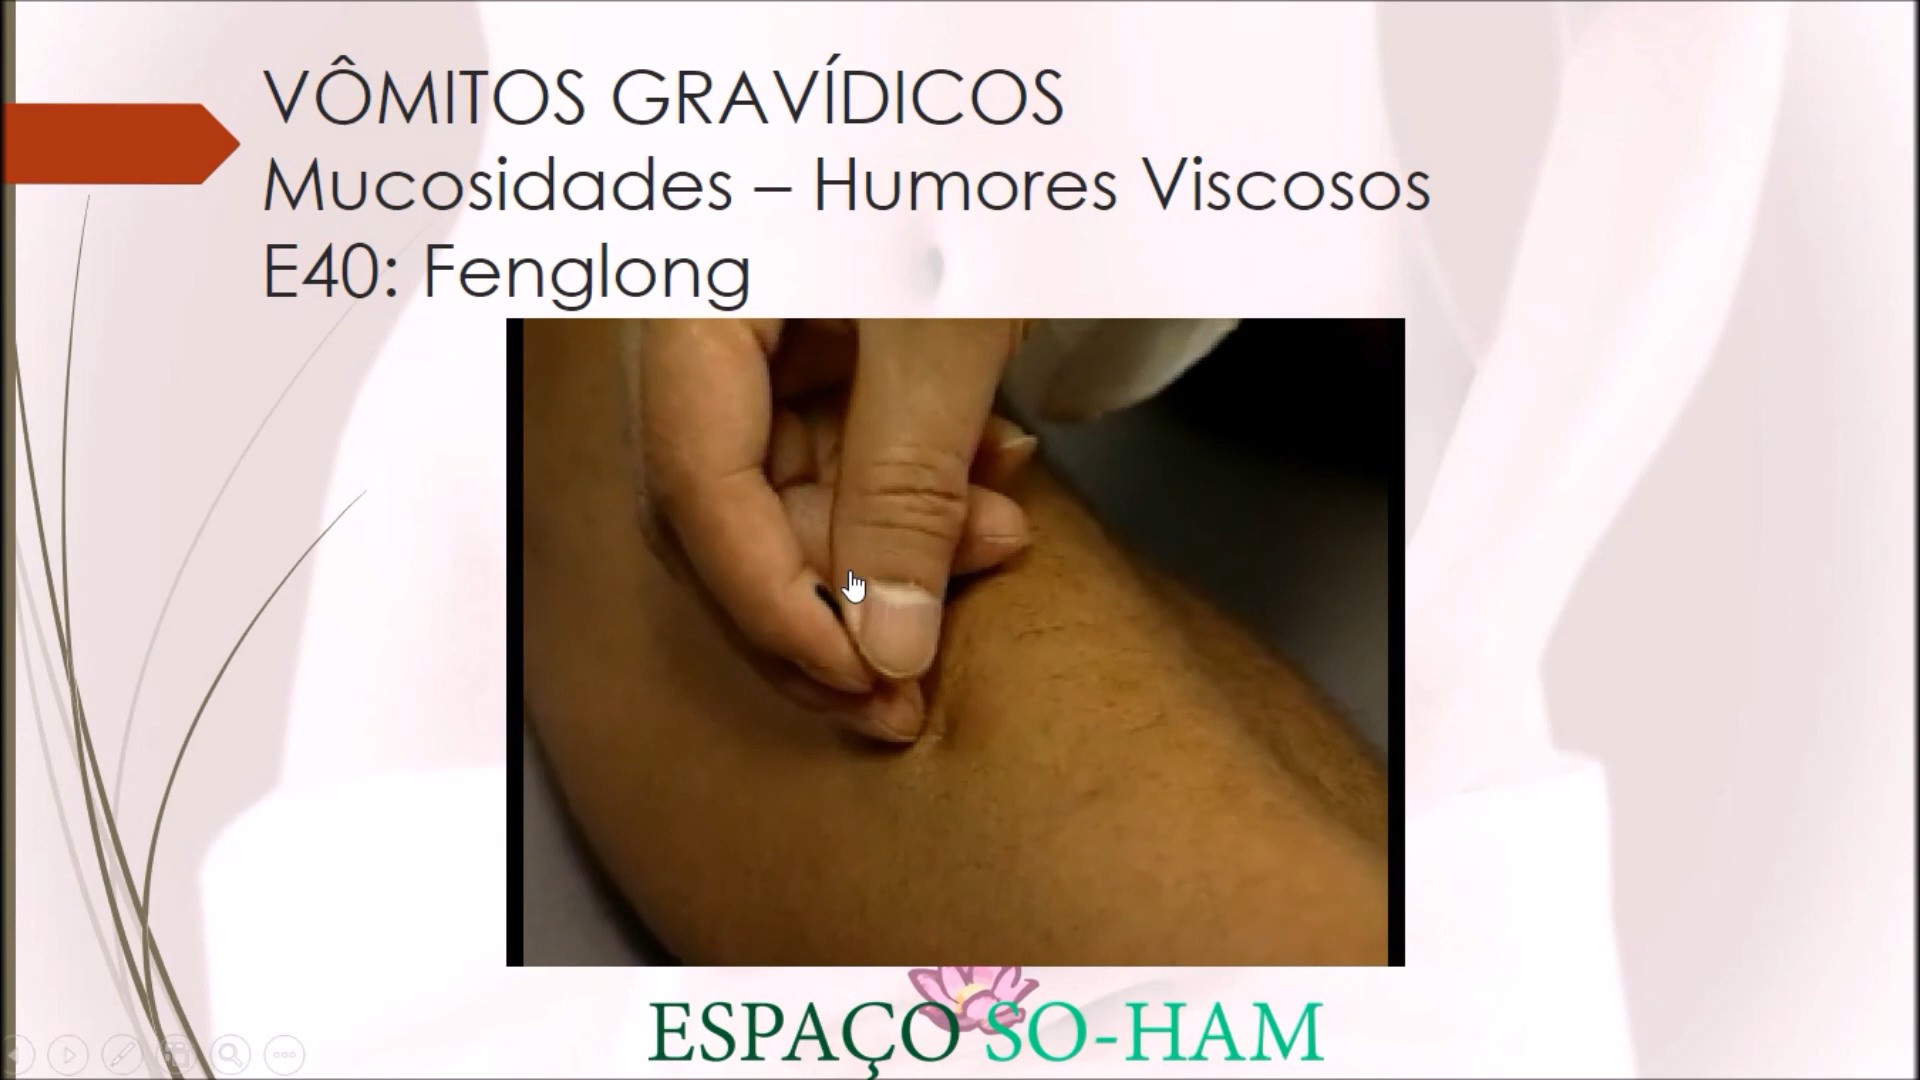 VÔMITOS GRAVÍDICOS
Mucosidades – Humores Viscosos
E40: Fenglong
ESPAÇO SO-HAM